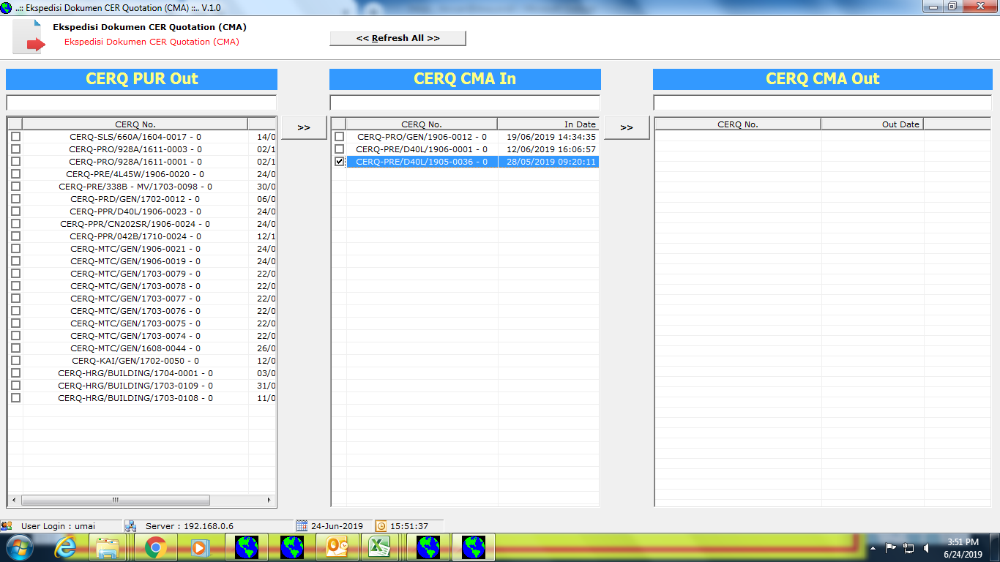 ..:: Ekspedisi Dokumen CER Quotation (CMA) ::.. V.1.0
Ekspedisi Dokumen CER Quotation (CMA)
Ekspedisi Dokumen CER Quotation (CMA)
<< Refresh All >>
CERQ PUR Out
CERQ No.
CERQ-SLS/660A/1604-0017 - 0 14/0
CERQ-PRO/928A/1611-0003 - 0 02/1
CERQ-PRO/928A/1611-0001 - 0 02/1
CERQ-PRE/4L45W/1906-0020 - 0 24/0
CERQ-PRE/338B - MV/1703-0098 - 0 30/0
CERQ-PRD/GEN/1702-0012 - 0 06/0
CERQ-PPR/D40L/1906-0023 - 0 24/0
CERQ-PPR/CN202SR/1906-0024 - 0 24/0
CERQ-PPR/042B/1710-0024 - 0 12/1
CERQ-MTC/GEN/1906-0021 - 0 24/0
CERQ-MTC/GEN/1906-0019 - 0 24/0
CERQ-MTC/GEN/1703-0079 - 0 22/0
CERQ-MTC/GEN/1703-0078 - 0 22/0
CERQ-MTC/GEN/1703-0077 - 0 22/0
CERQ-MTC/GEN/1703-0076 - 0 22/0
CERQ-MTC/GEN/1703-0075 - 0 22/0
CERQ-MTC/GEN/1703-0074 - 0 22/0
CERQ-MTC/GEN/1608-0044 - 0 26/0
CERQ-KAI/GEN/1702-0050 - 0 12/0
CERQ-HRG/BUILDING/1704-0001 - 0 03/0
CERQ-HRG/BUILDING/1703-0109 - 0 31/0
CERQ-HRG/BUILDING/1703-0108 - 0 11/0
>>
CERQ CMA In
CERQ No. In Date
CERQ-PRO/GEN/1906-0012 - 0 19/06/2019 14:34:35
CERQ-PRE/D40L/1906-0001 - 0 12/06/2019 16:06:57
CERQ-PRE/D40L/1905-0036 - 0 28/05/2019 09:20:11
>>
CERQ CMA Out
CERQ No. Out Date
User Login : umai Server : 192.168.0.6 24-Jun-2019 15:51:37
3:51 PM
6/24/2019